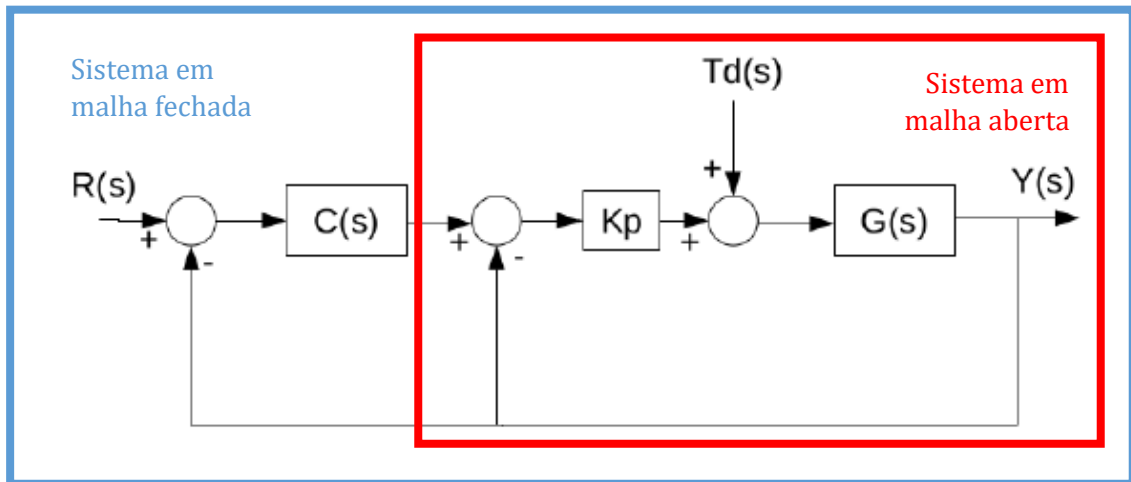 Sistema em
malha fechada
Td(s)
Sistema em
malha aberta
R(s)
Y(s)
C(s)
Kp
G(s)
+
-
+
-
+
+